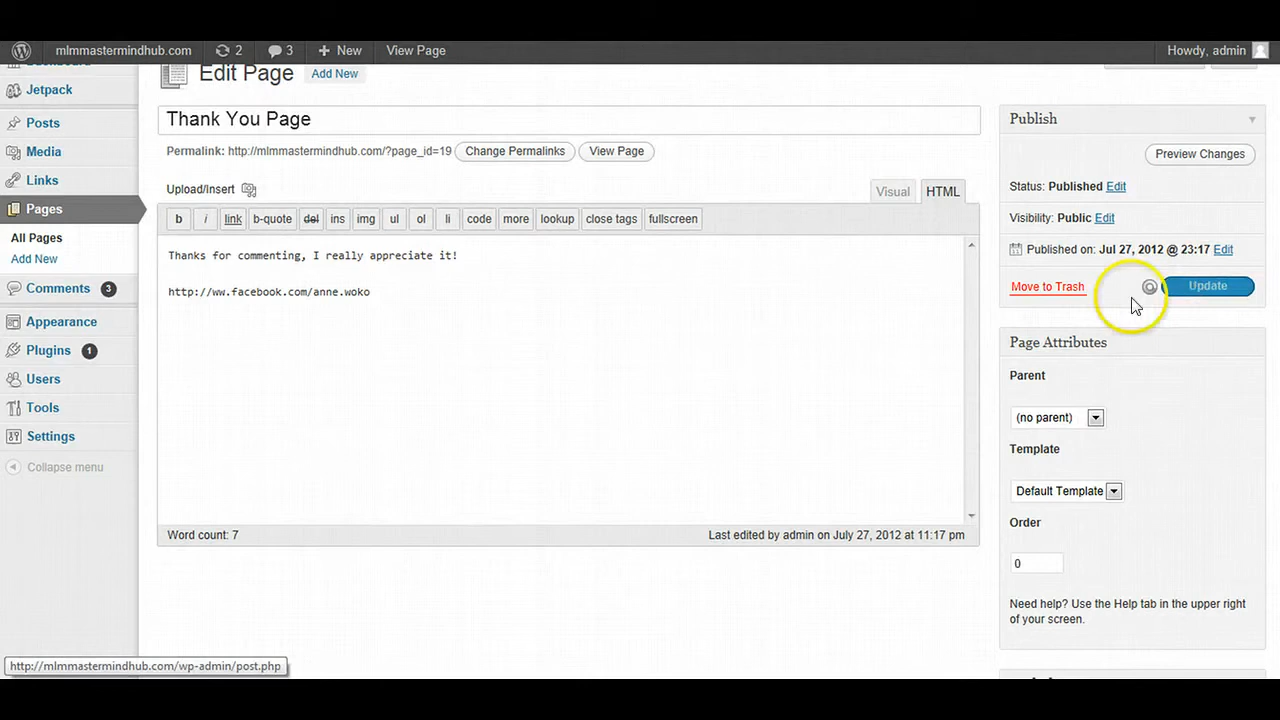 mlmmastermindhub.com 2 3 + New View Page Howdy, admin
Jetpack
Posts
Media
Links
Pages
All Pages
Add New
Comments 3
Appearance
Plugins 1
Users
Tools
Settings
Collapse menu
Edit Page Add New
Thank You Page
Permalink: http://mlmmastermindhub.com/?page_id=19 Change Permalinks View Page
Upload/Insert
Visual HTML
b i link b-quote del ins img ul ol li code more lookup close tags fullscreen
Thanks for commenting, I really appreciate it!
http://ww.facebook.com/anne.woko
Word count: 7 Last edited by admin on July 27, 2012 at 11:17 pm
Publish
Preview Changes
Status: Published Edit
Visibility: Public Edit
Published on: Jul 27, 2012 @ 23:17 Edit
Move to Trash Update
Page Attributes
Parent
(no parent)
Template
Default Template
Order
0
Need help? Use the Help tab in the upper right
of your screen.
http://mlmmastermindhub.com/wp-admin/post.php